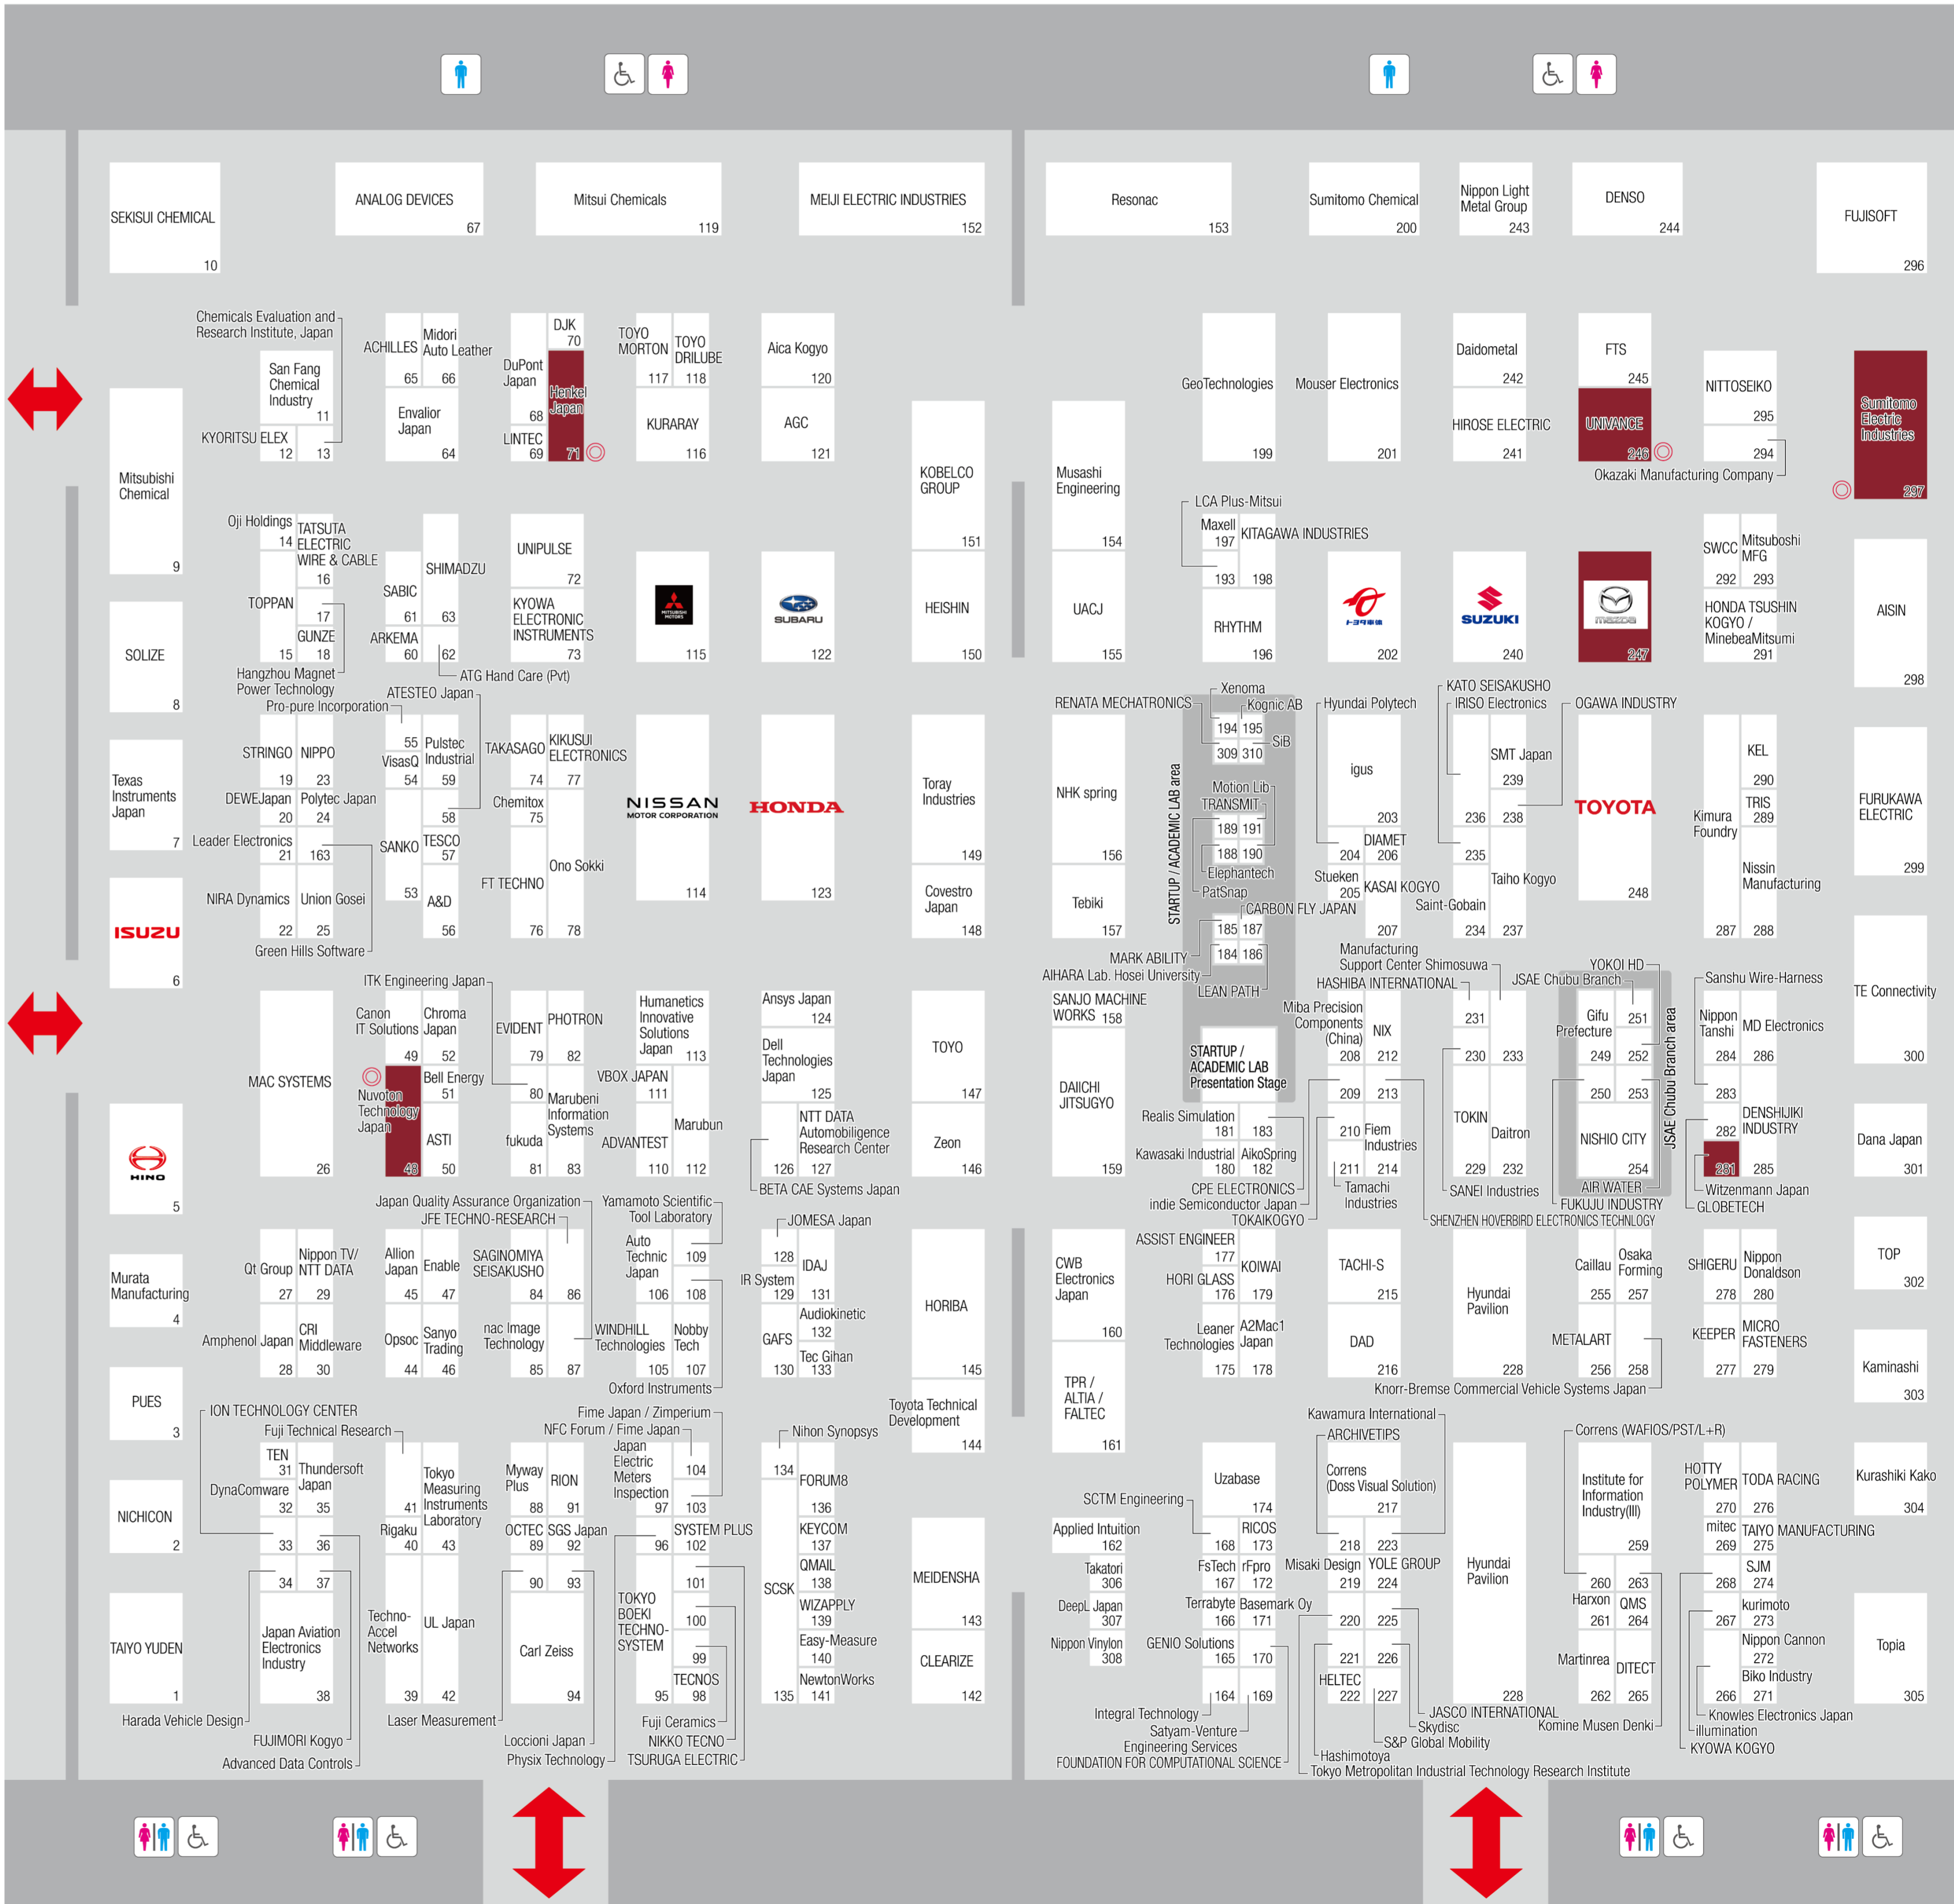 SEKISUI CHEMICAL
10
ANALOG DEVICES
67
Mitsui Chemicals
119
MEIJI ELECTRIC INDUSTRIES
152
Resonac
153
Sumitomo Chemical
200
Nippon Light
Metal Group
243
DENSO
244
FUJISOFT
296
Chemicals Evaluation and
Research Institute, Japan
San Fang
Chemical
Industry
11
KYORITSU ELEX
12
13
ACHILLES
65
Midori
Auto Leather
66
Envalior
Japan
64
DuPont
Japan
68
LINTEC
69
DJK
70
Henkel
Japan
71
TOYO
MORTON
117
TOYO
DRILUBE
118
KURARAY
116
Aica Kogyo
120
AGC
121
KOBELCO
GROUP
151
Musashi
Engineering
154
GeoTechnologies
199
Mouser Electronics
201
Daidometal
242
HIROSE ELECTRIC
241
FTS
245
UNIVANCE
246
NITTOSEIKO
295
294
Okazaki Manufacturing Company
Sumitomo
Electric
Industries
297
Mitsubishi
Chemical
9
Oji Holdings
14
TATSUTA
ELECTRIC
WIRE & CABLE
16
TOPPAN
15
17
GUNZE
18
Hangzhou Magnet
Power Technology
SABIC
61
SHIMADZU
63
ARKEMA
60
62
ATG Hand Care (Pvt)
UNIPULSE
72
KYOWA
ELECTRONIC
INSTRUMENTS
73
MITSUBISHI
MOTORS
115
SUBARU
122
HEISHIN
150
UACJ
155
LCA Plus-Mitsui
Maxell
197
KITAGAWA INDUSTRIES
193
198
RHYTHM
196
トヨタ車体
202
SUZUKI
240
mazda
247
SWCC
292
Mitsuboshi
MFG
293
HONDA TSUSHIN
KOGYO /
MinebeaMitsumi
291
AISIN
298
SOLIZE
8
Texas
Instruments
Japan
7
ISUZU
6
Pro-pure Incorporation
ATESTEO Japan
STRINGO
19
NIPPO
23
DEWEJapan
20
Polytec Japan
24
Leader Electronics
21
163
NIRA Dynamics
22
Union Gosei
25
Green Hills Software
55
VisasQ
54
Pulstec
Industrial
59
58
SANKO
53
TESCO
57
A&D
56
TAKASAGO
74
KIKUSUI
ELECTRONICS
77
Chemitox
75
Ono Sokki
78
FT TECHNO
76
NISSAN
MOTOR CORPORATION
114
HONDA
123
Toray
Industries
149
Covestro
Japan
148
NHK spring
156
Tebiki
157
RENATA MECHATRONICS
Xenoma
Kognic AB
194
195
309
310
SiB
STARTUP / ACADEMIC LAB area
Motion Lib
TRANSMIT
189
191
188
190
Elephantech
PatSnap
CARBON FLY JAPAN
185
187
184
186
MARK ABILITY
AIHARA Lab. Hosei University
LEAN PATH
Hyundai Polytech
igus
203
204
DIAMET
206
Stueken
205
KASAI KOGYO
207
KATO SEISAKUSHO
IRISO Electronics
OGAWA INDUSTRY
SMT Japan
239
236
238
235
Taiho Kogyo
237
Saint-Gobain
234
TOYOTA
248
KEL
290
TRIS
289
Kimura
Foundry
287
Nissin
Manufacturing
288
FURUKAWA
ELECTRIC
299
TE Connectivity
300
MAC SYSTEMS
26
ITK Engineering Japan
Canon
IT Solutions
49
Chroma
Japan
52
Nuvoton
Technology
Japan
48
Bell Energy
51
ASTI
50
EVIDENT
79
PHOTRON
82
80
fukuda
81
Marubeni
Information
Systems
83
Humanetics
Innovative
Solutions
Japan
113
VBOX JAPAN
111
ADVANTEST
110
Marubun
112
Ansys Japan
124
Dell
Technologies
Japan
125
126
NTT DATA
Automobiligence
Research Center
127
BETA CAE Systems Japan
TOYO
147
Zeon
146
SANJO MACHINE
WORKS
158
DAIICHI
JITSUGYO
159
STARTUP /
ACADEMIC LAB
Presentation Stage
Realis Simulation
181
183
Kawasaki Industrial
180
AikoSpring
182
CPE ELECTRONICS
indie Semiconductor Japan
TOKAIKOGYO
Manufacturing
Support Center Shimosuwa
HASHIBA INTERNATIONAL
Miba Precision
Components
(China)
208
NIX
212
209
213
210
Fiem
Industries
214
211
Tamachi
Industries
231
230
233
TOKIN
229
Daitron
232
SANEI Industries
SHENZHEN HOVERBIRD ELECTRONICS TECHNLOGY
YOKOI HD
JSAE Chubu Branch
Gifu
Prefecture
249
251
252
250
253
NISHIO CITY
254
JSAE Chubu Branch area
AIR WATER
FUKUJU INDUSTRY
Sanshu Wire-Harness
Nippon
Tanshi
284
MD Electronics
286
283
282
DENSHIJIKI
INDUSTRY
285
281
Witzenmann Japan
GLOBETECH
Dana Japan
301
HINO
5
Murata
Manufacturing
4
PUES
3
NICHICON
2
TAIYO YUDEN
1
Qt Group
27
Nippon TV/
NTT DATA
29
Amphenol Japan
28
CRI
Middleware
30
Japan Quality Assurance Organization
JFE TECHNO-RESEARCH
Allion
Japan
45
Enable
47
Opsoc
44
Sanyo
Trading
46
SAGINOMIYA
SEISAKUSHO
84
86
nac Image
Technology
85
87
Yamamoto Scientific
Tool Laboratory
Auto
Technic
Japan
106
109
108
WINDHILL
Technologies
105
Nobby
Tech
107
Oxford Instruments
JOMESA Japan
128
IDAJ
131
IR System
129
Audiokinetic
132
GAFS
130
Tec Gihan
133
HORIBA
145
Toyota Technical
Development
144
CWB
Electronics
Japan
160
TPR /
ALTIA /
FALTEC
161
ASSIST ENGINEER
177
HORI GLASS
176
KOIWAI
179
Leaner
Technologies
175
A2Mac1
Japan
178
TACHI-S
215
DAD
216
Hyundai
Pavilion
228
Caillau
255
Osaka
Forming
257
METALART
256
258
Knorr-Bremse Commercial Vehicle Systems Japan
SHIGERU
278
Nippon
Donaldson
280
KEEPER
277
MICRO
FASTENERS
279
TOP
302
Kaminashi
303
ION TECHNOLOGY CENTER
Fuji Technical Research
TEN
31
Thundersoft
Japan
35
DynaComware
32
33
36
34
37
Japan Aviation
Electronics
Industry
38
Harada Vehicle Design
FUJIMORI Kogyo
Advanced Data Controls
41
Tokyo
Measuring
Instruments
Laboratory
43
Rigaku
40
Techno-
Accel
Networks
39
UL Japan
42
Myway
Plus
88
RION
91
OCTEC
89
SGS Japan
92
90
93
Carl Zeiss
94
Laser Measurement
Loccioni Japan
Physix Technology
Fime Japan / Zimperium
NFC Forum / Fime Japan
Japan
Electric
Meters
Inspection
97
104
103
96
SYSTEM PLUS
102
TOKYO
BOEKI
TECHNO-
SYSTEM
95
101
100
99
TECNOS
98
Fuji Ceramics
NIKKO TECNO
TSURUGA ELECTRIC
Nihon Synopsys
134
FORUM8
136
KEYCOM
137
QMAIL
138
SCSK
135
WIZAPPLY
139
Easy-Measure
140
NewtonWorks
141
MEIDENSHA
143
CLEARIZE
142
Applied Intuition
162
Takatori
306
DeepL Japan
307
Nippon Vinylon
308
SCTM Engineering
Uzabase
174
168
RICOS
173
FsTech
167
rFpro
172
Terrabyte
166
Basemark Oy
171
GENIO Solutions
165
170
164
169
Integral Technology
Satyam-Venture
Engineering Services
FOUNDATION FOR COMPUTATIONAL SCIENCE
Kawamura International
ARCHIVETIPS
Correns
(Doss Visual Solution)
217
218
223
Misaki Design
219
YOLE GROUP
224
220
225
221
226
HELTEC
222
227
JASCO INTERNATIONAL
Skydisc
S&P Global Mobility
Hashimotoya
Tokyo Metropolitan Industrial Technology Research Institute
Hyundai
Pavilion
228
Correns (WAFIOS/PST/L+R)
Institute for
Information
Industry(III)
259
260
263
Harxon
261
QMS
264
Martinrea
262
DITECT
265
Komine Musen Denki
HOTTY
POLYMER
270
TODA RACING
276
mitec
269
TAIYO MANUFACTURING
275
268
SJM
274
267
kurimoto
273
Nippon Cannon
272
266
Biko Industry
271
Knowles Electronics Japan
illumination
KYOWA KOGYO
Kurashiki Kako
304
Topia
305